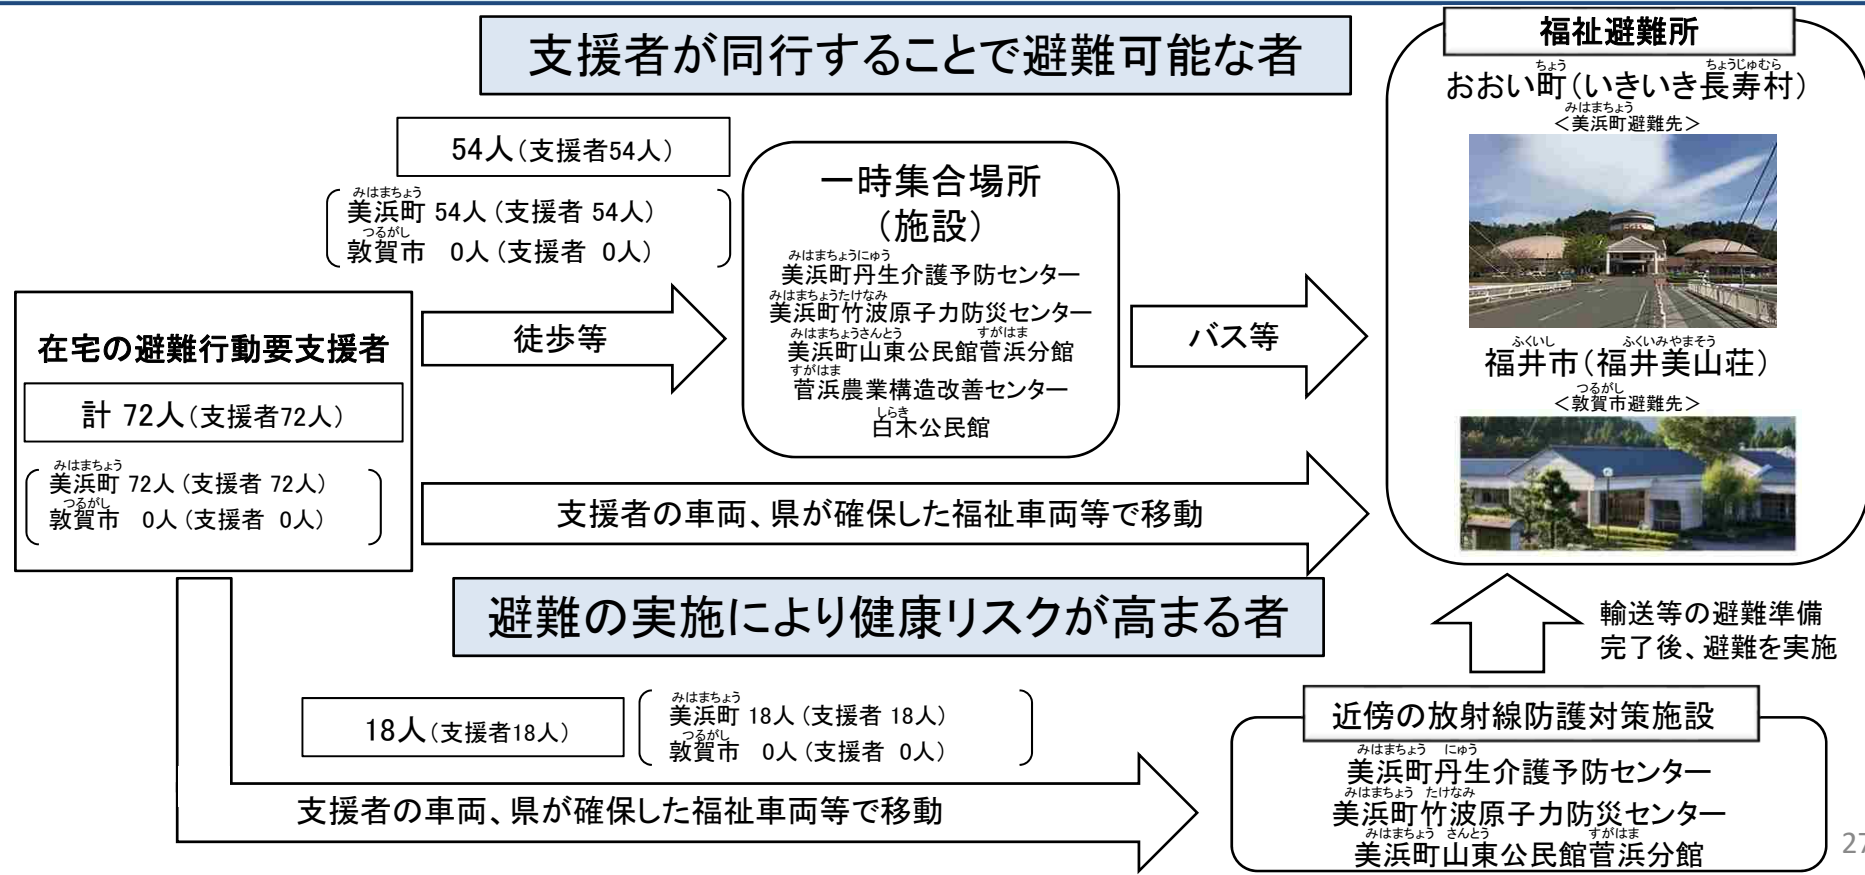 支援者が同行することで避難可能な者
54人(支援者54人)
みはまちょう
美浜町 54人(支援者 54人)
つるがし
敦賀市 0人(支援者 0人)
在宅の避難行動要支援者
計 72人(支援者72人)
みはまちょう
美浜町 72人(支援者 72人)
つるがし
敦賀市 0人(支援者 0人)
徒歩等
一時集合場所
(施設)
みはまちょうにゅう
美浜町丹生介護予防センター
みはまちょうたけなみ
美浜町竹波原子力防災センター
みはまちょうさんとう すがはま
美浜町山東公民館菅浜分館
すがはま
菅浜農業構造改善センター
しらき
白木公民館
バス等
支援者の車両、県が確保した福祉車両等で移動
福祉避難所
ちょう ちょうじゅむら
おおい町(いきいき長寿村)
みはまちょう
<美浜町避難先>
ふくいし ふくいみやまそう
福井市(福井美山荘)
つるがし
<敦賀市避難先>
避難の実施により健康リスクが高まる者
18人(支援者18人)
みはまちょう
美浜町 18人(支援者 18人)
つるがし
敦賀市 0人(支援者 0人)
支援者の車両、県が確保した福祉車両等で移動
輸送等の避難準備
完了後、避難を実施
近傍の放射線防護対策施設
みはまちょう にゅう
美浜町丹生介護予防センター
みはまちょう たけなみ
美浜町竹波原子力防災センター
みはまちょう さんとう すがはま
美浜町山東公民館菅浜分館
27